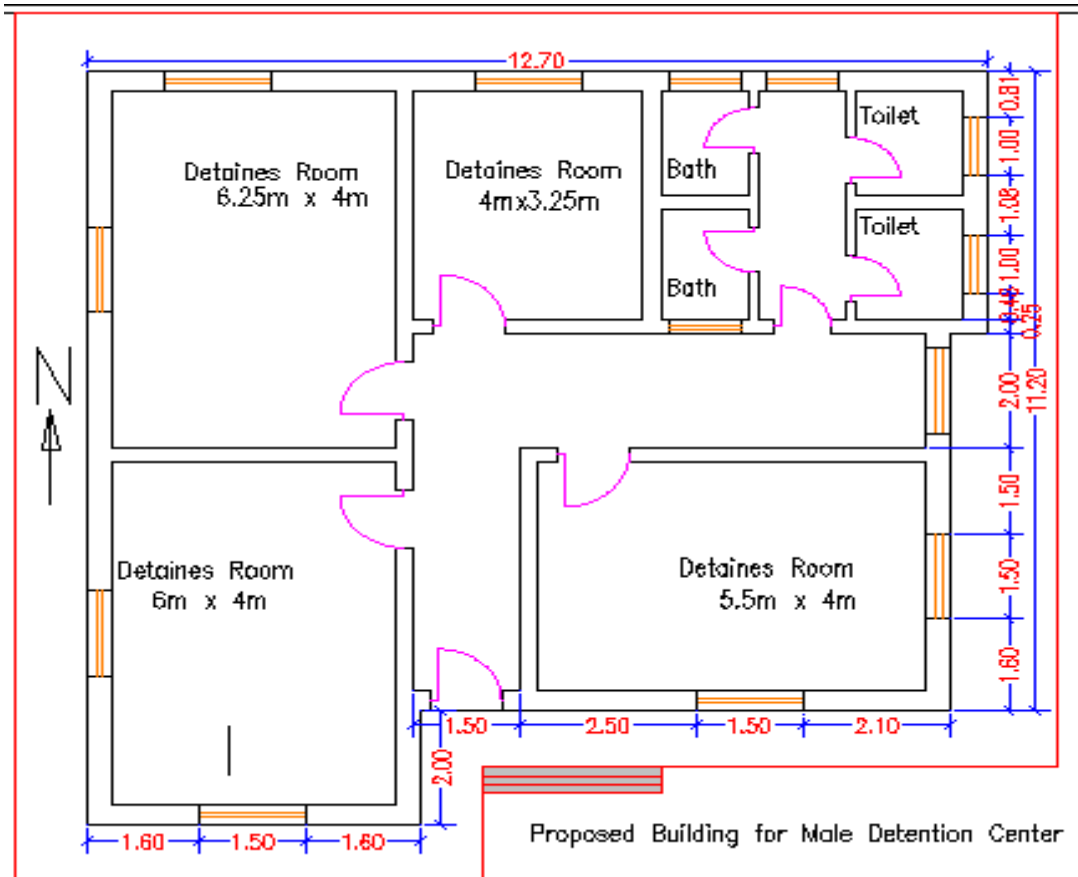 12.70
Detaines Room
6.25m x 4m
Detaines Room
4mx3.25m
Bath
Toilet
Toilet
Bath
0.81
1.00
1.08
1.00
0.25
2.00
11.20
1.50
1.50
1.60
N
Detaines Room
6m x 4m
Detaines Room
5.5m x 4m
1.50
2.50
1.50
2.10
2.00
1.60
1.50
1.60
Proposed Building for Male Detention Center